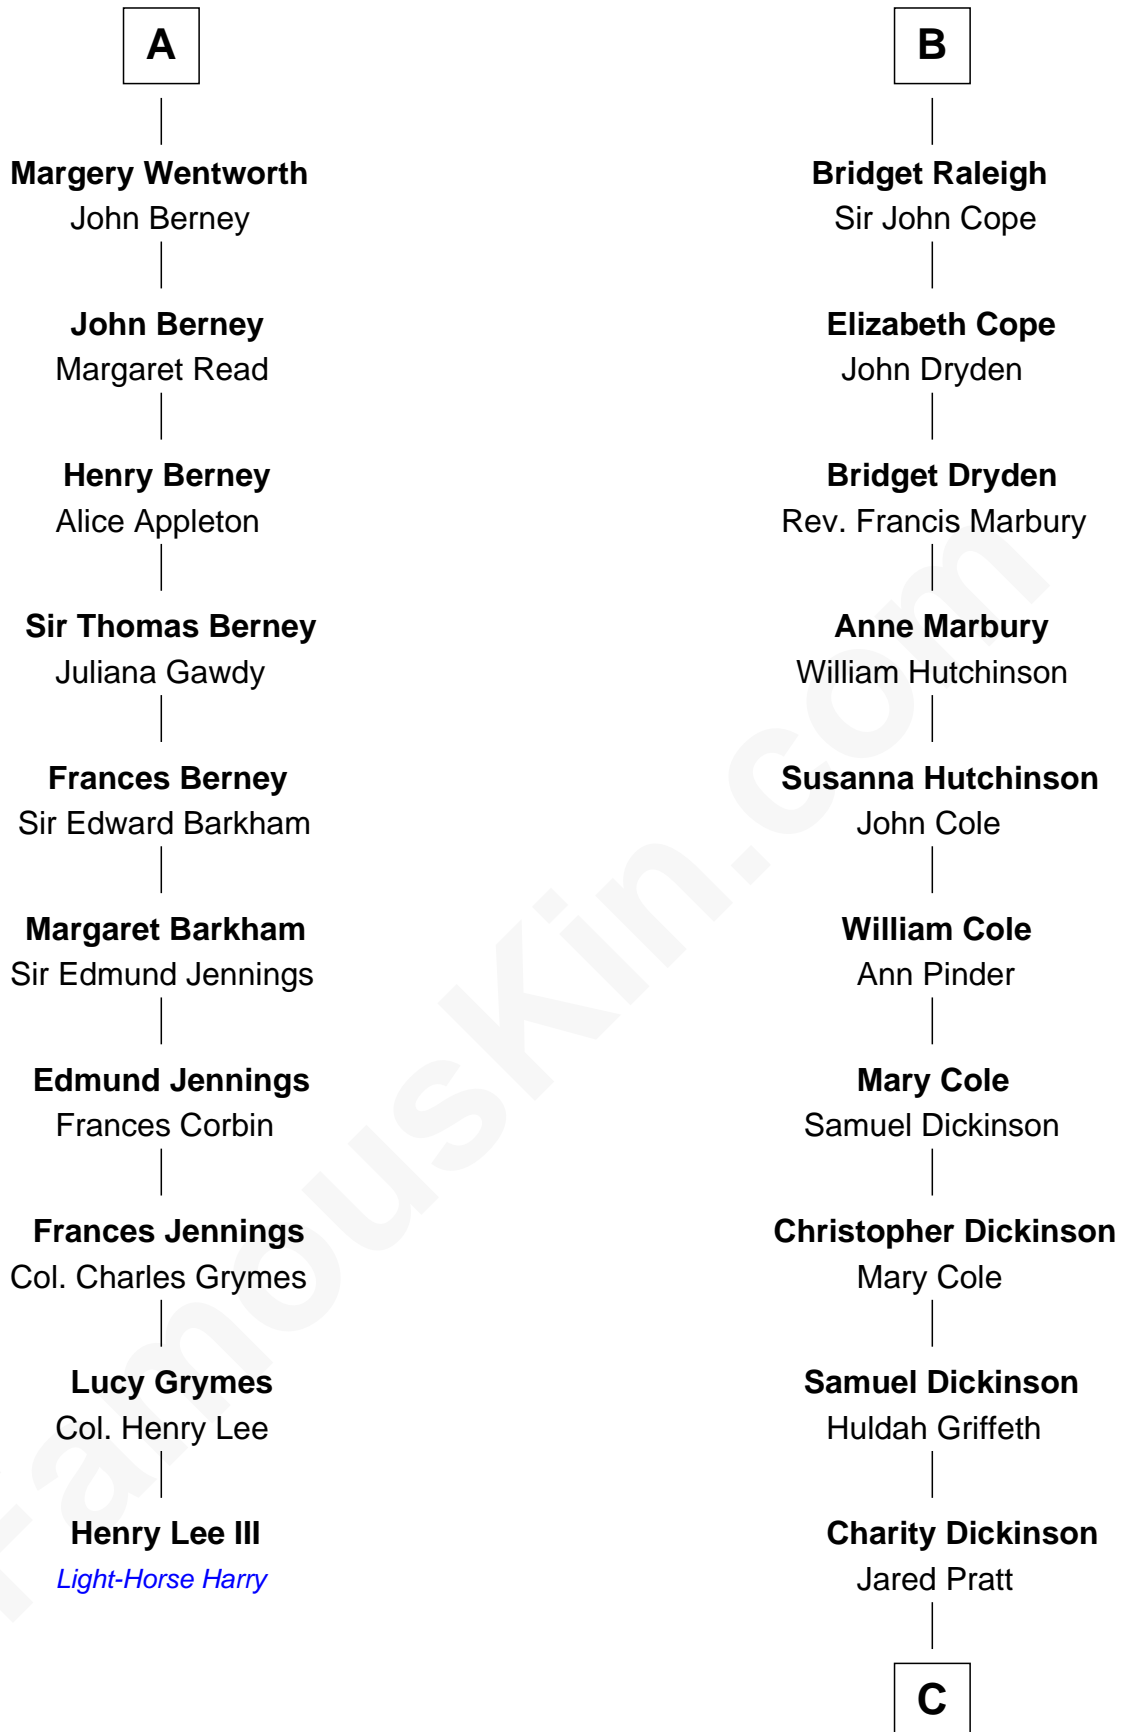 A
Margery Wentworth
John Berney
John Berney
Margaret Read
Henry Berney
Alice Appleton
Sir Thomas Berney
Juliana Gawdy
Frances Berney
Sir Edward Barkham
Margaret Barkham
Sir Edmund Jennings
Edmund Jennings
Frances Corbin
Frances Jennings
Col. Charles Grymes
Lucy Grymes
Col. Henry Lee
Henry Lee III
Light-Horse Harry
B
Bridget Raleigh
Sir John Cope
Elizabeth Cope
John Dryden
Bridget Dryden
Rev. Francis Marbury
Anne Marbury
William Hutchinson
Susanna Hutchinson
John Cole
William Cole
Ann Pinder
Mary Cole
Samuel Dickinson
Christopher Dickinson
Mary Cole
Samuel Dickinson
Huldah Griffeth
Charity Dickinson
Jared Pratt
C
FamousKin.com